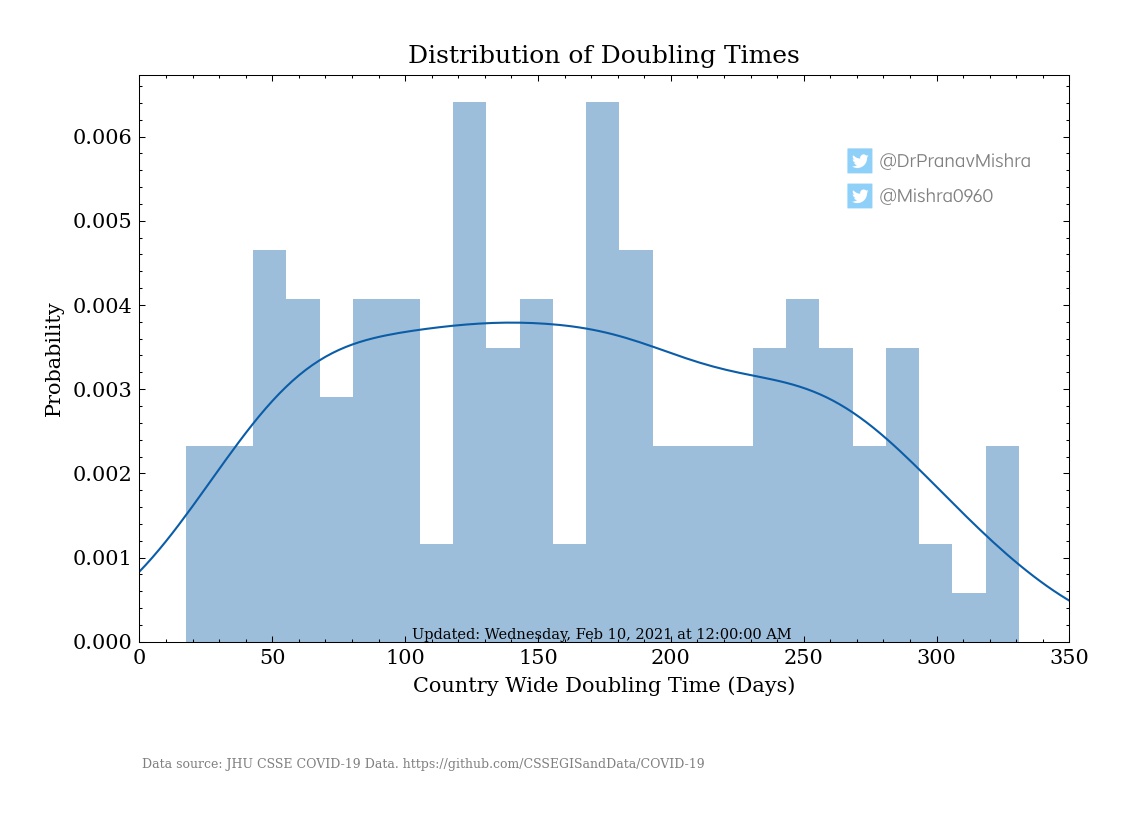 Distribution of Doubling Times
0.006
0.005
0.004
0.003
0.002
0.001
0.000
Probability
@DrPranavMishra
@Mishra0960
Updated: Wednesday, Feb 10, 2021 at 12:00:00 AM
0 50 100 150 200 250 300 350
Country Wide Doubling Time (Days)
Data source: JHU CSSE COVID-19 Data. https://github.com/CSSEGISandData/COVID-19